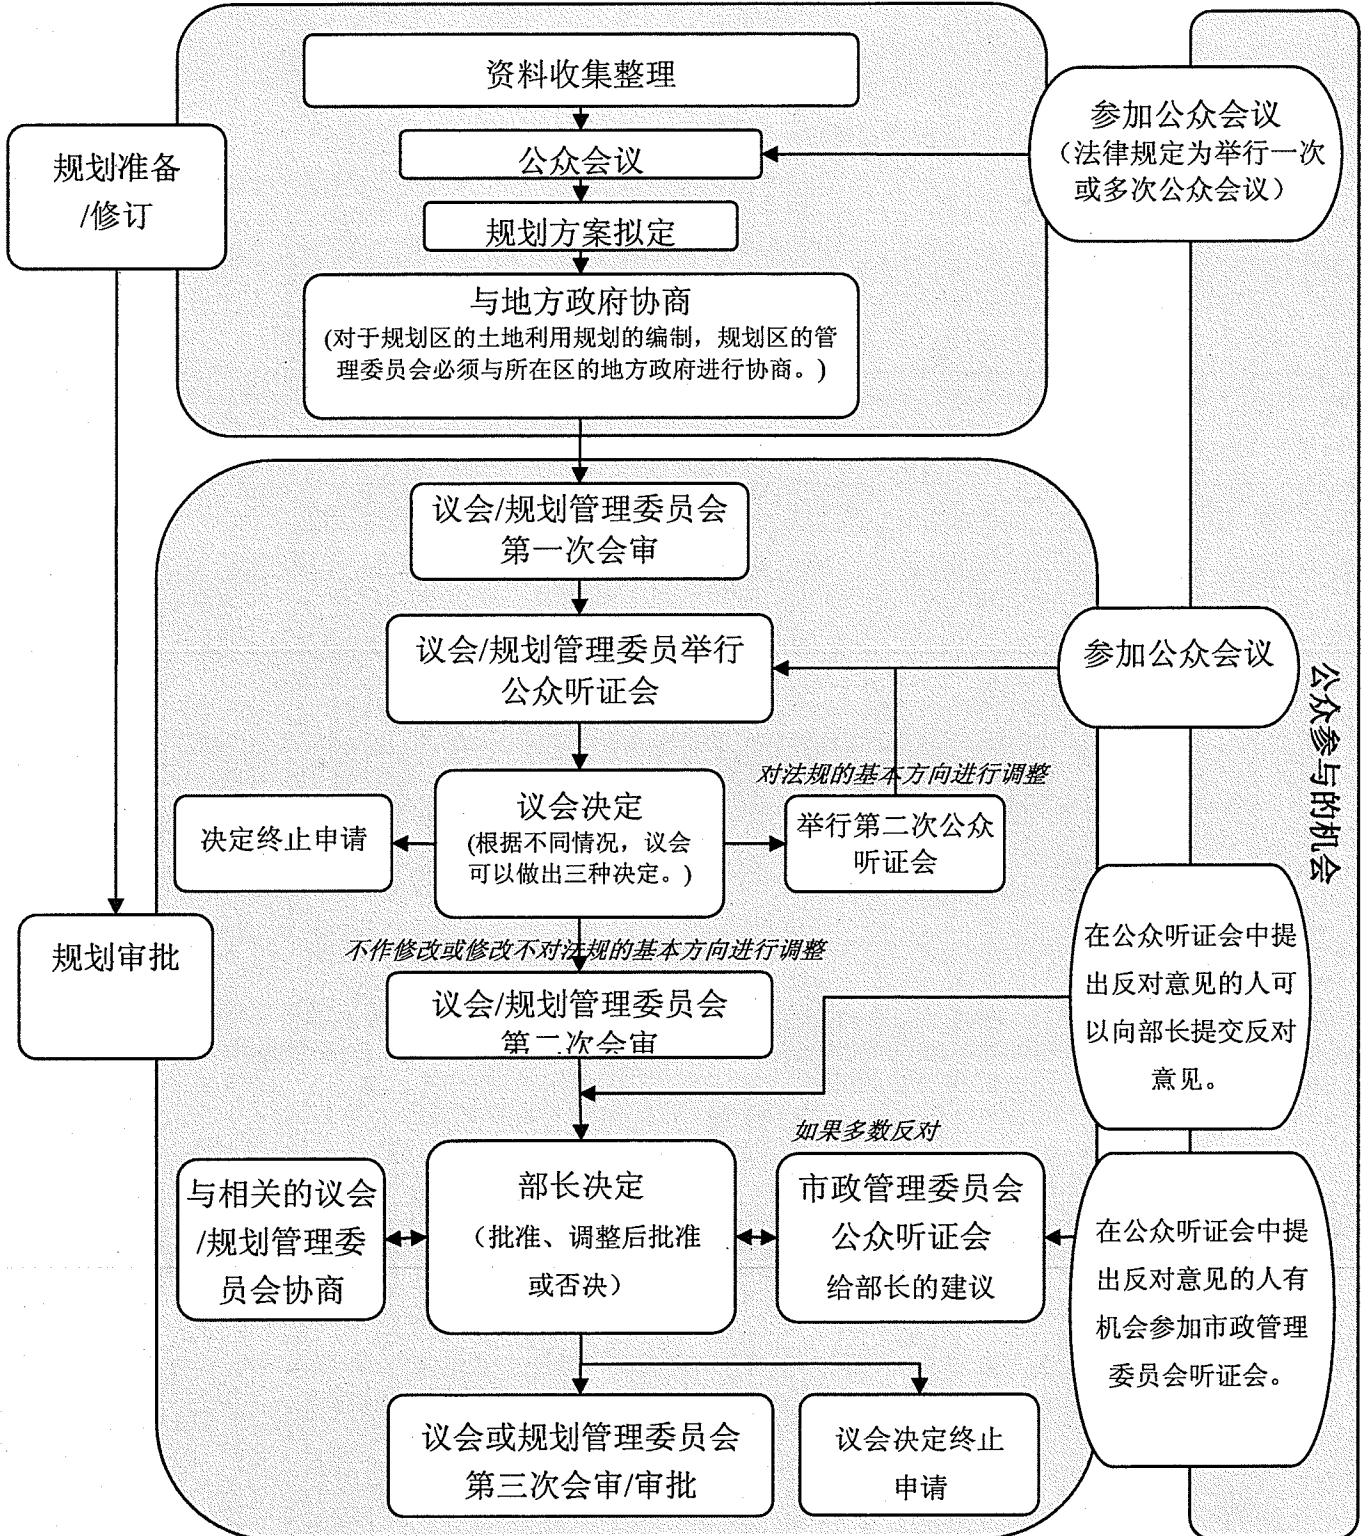 资料收集整理
公众会议
规划方案拟定
与地方政府协商
(对于规划区的土地利用规划的编制，规划区的管
理委员会必须与所在区的地方政府进行协商。)
规划准备
/修订
参加公众会议
（法律规定为举行一次
或多次公众会议）
议会/规划管理委员会
第一次会审
议会/规划管理委员举行
公众听证会
参加公众会议
公众参与的机会
对法规的基本方向进行调整
议会决定
(根据不同情况，议会
可以做出三种决定。)
决定终止申请
举行第二次公众
听证会
规划审批
不作修改或修改不对法规的基本方向进行调整
议会/规划管理委员会
第二次会审
在公众听证会中提
出反对意见的人可
以向部长提交反对
意见。
如果多数反对
与相关的议会
/规划管理委
员会协商
部长决定
（批准、调整后批准
或否决）
市政管理委员会
公众听证会
给部长的建议
在公众听证会中提
出反对意见的人有
机会参加市政管理
委员会听证会。
议会或规划管理委员会
第三次会审/审批
议会决定终止
申请